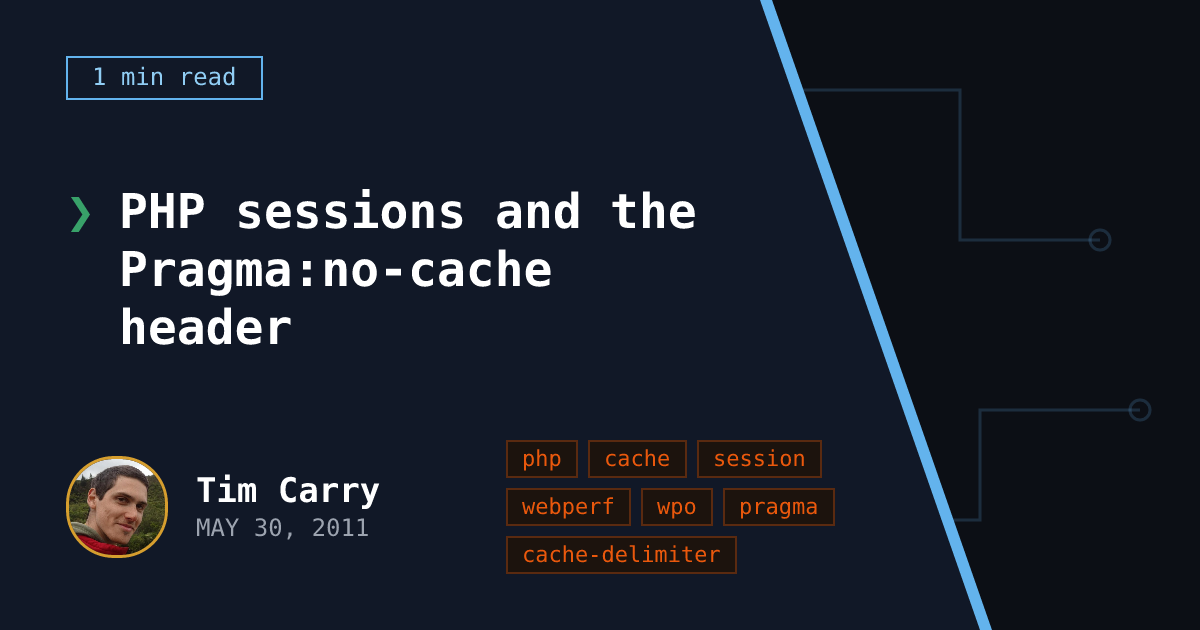 1 min read
❯ PHP sessions and the
Pragma:no-cache
header
Tim Carry
MAY 30, 2011
php cache session
webperf wpo pragma
cache-delimiter